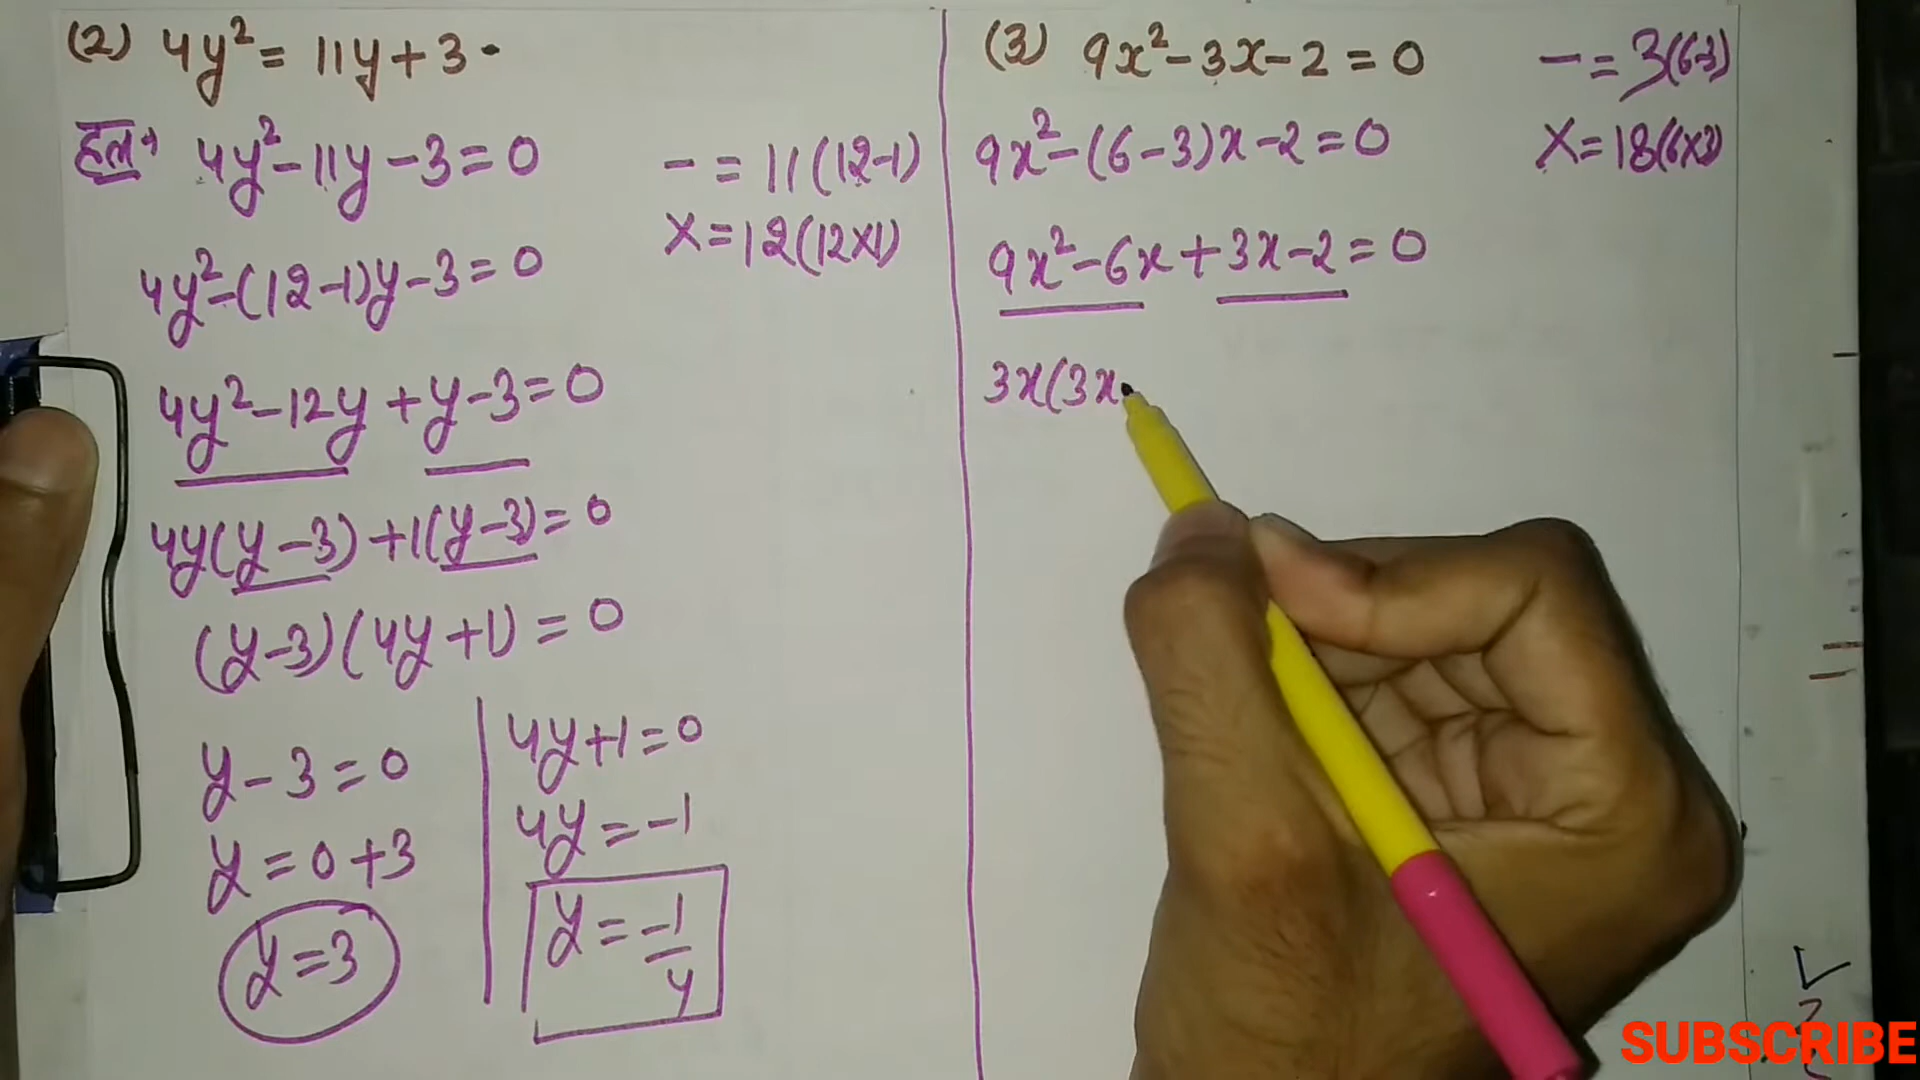 (2) 4y² = 11y + 3 ·
हल→ 4y² - 11y - 3 = 0
- = 11 (12-1)
× = 12 (12×1)
4y² - (12-1)y - 3 = 0
4y² - 12y + y - 3 = 0
4y(y-3) + 1(y-3) = 0
(y-3)(4y+1) = 0
y - 3 = 0
y = 0 + 3
y = 3
4y + 1 = 0
4y = -1
y = -1/4
(3) 9x² - 3x - 2 = 0
- = 3 (6-3)
× = 18 (6×3)
9x² - (6-3)x - 2 = 0
9x² - 6x + 3x - 2 = 0
3x(3x
SUBSCRIBE